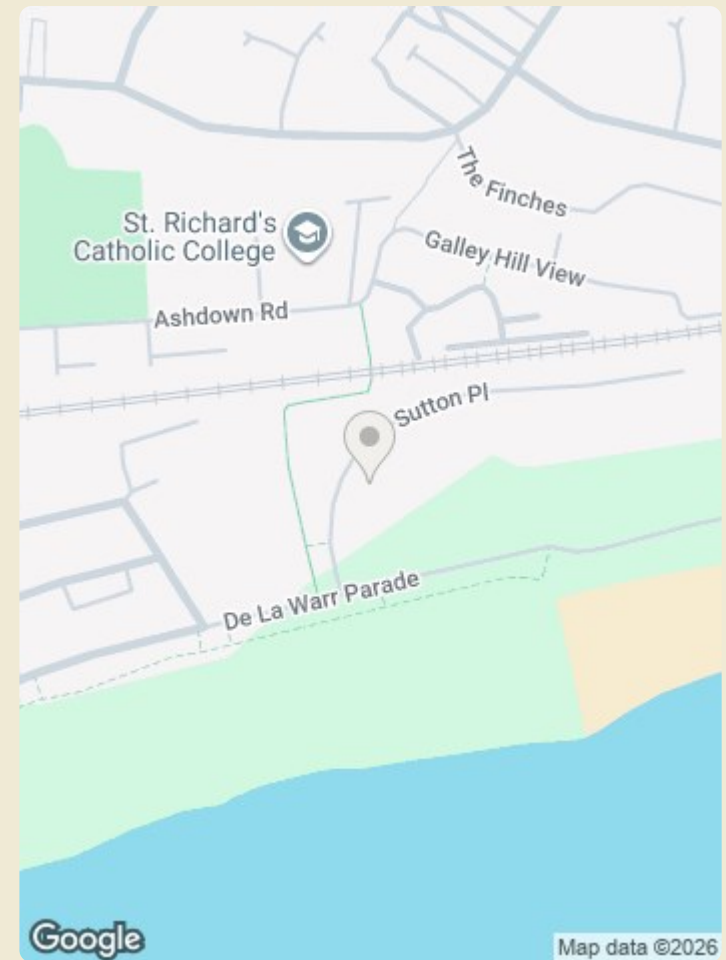 The Finches
St. Richard's
Catholic College
Galley Hill View
Ashdown Rd
Sutton Pl
De La Warr Parade
Google
Map data ©2026